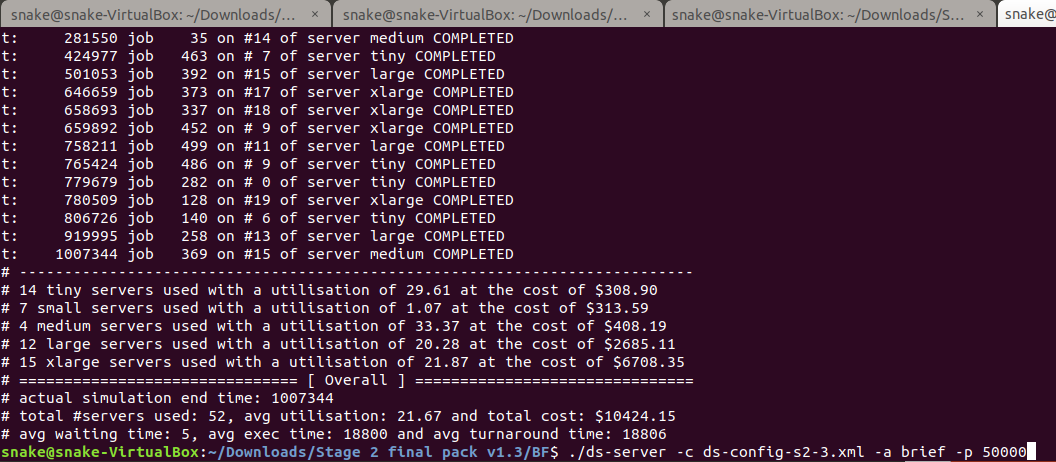 snake@snake-VirtualBox: ~/Downloads/... × snake@snake-VirtualBox: ~/Downloads/... × snake@snake-VirtualBox: ~/Downloads/S... × snake@
t: 281550 job 35 on #14 of server medium COMPLETED
t: 424977 job 463 on # 7 of server tiny COMPLETED
t: 501053 job 392 on #15 of server large COMPLETED
t: 646659 job 373 on #17 of server xlarge COMPLETED
t: 658693 job 337 on #18 of server xlarge COMPLETED
t: 659892 job 452 on # 9 of server xlarge COMPLETED
t: 758211 job 499 on #11 of server large COMPLETED
t: 765424 job 486 on # 9 of server tiny COMPLETED
t: 779679 job 282 on # 0 of server tiny COMPLETED
t: 780509 job 128 on #19 of server xlarge COMPLETED
t: 806726 job 140 on # 6 of server tiny COMPLETED
t: 919995 job 258 on #13 of server large COMPLETED
t: 1007344 job 369 on #15 of server medium COMPLETED
# ---------------------------------------------------------------------------
# 14 tiny servers used with a utilisation of 29.61 at the cost of $308.90
# 7 small servers used with a utilisation of 1.07 at the cost of $313.59
# 4 medium servers used with a utilisation of 33.37 at the cost of $408.19
# 12 large servers used with a utilisation of 20.28 at the cost of $2685.11
# 15 xlarge servers used with a utilisation of 21.87 at the cost of $6708.35
# =============================== [ Overall ] ===============================
# actual simulation end time: 1007344
# total #servers used: 52, avg utilisation: 21.67 and total cost: $10424.15
# avg waiting time: 5, avg exec time: 18800 and avg turnaround time: 18806
snake@snake-VirtualBox:~/Downloads/Stage 2 final pack v1.3/BF$ ./ds-server -c ds-config-s2-3.xml -a brief -p 50000